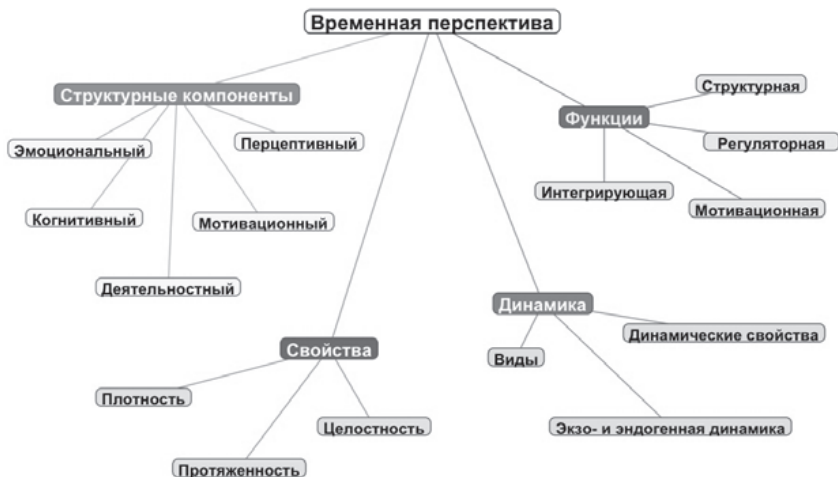 Временная перспектива
Структурные компоненты
Эмоциональный
Перцептивный
Когнитивный
Мотивационный
Деятельностный
Функции
Структурная
Регуляторная
Интегрирующая
Мотивационная
Свойства
Плотность
Целостность
Протяженность
Динамика
Динамические свойства
Виды
Экзо- и эндогенная динамика